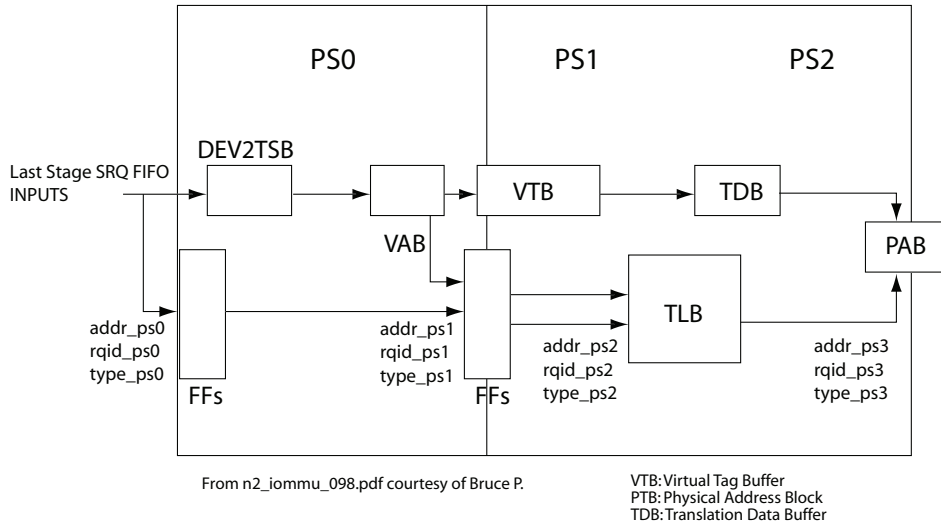 PS0
PS1
PS2
DEV2TSB
Last Stage SRQ FIFO
INPUTS
VTB
TDB
VAB
PAB
TLB
addr_ps0
rqid_ps0
type_ps0
FFs
addr_ps1
rqid_ps1
type_ps1
FFs
addr_ps2
rqid_ps2
type_ps2
addr_ps3
rqid_ps3
type_ps3
From n2_iommu_098.pdf courtesy of Bruce P.
VTB: Virtual Tag Buffer
PTB: Physical Address Block
TDB: Translation Data Buffer